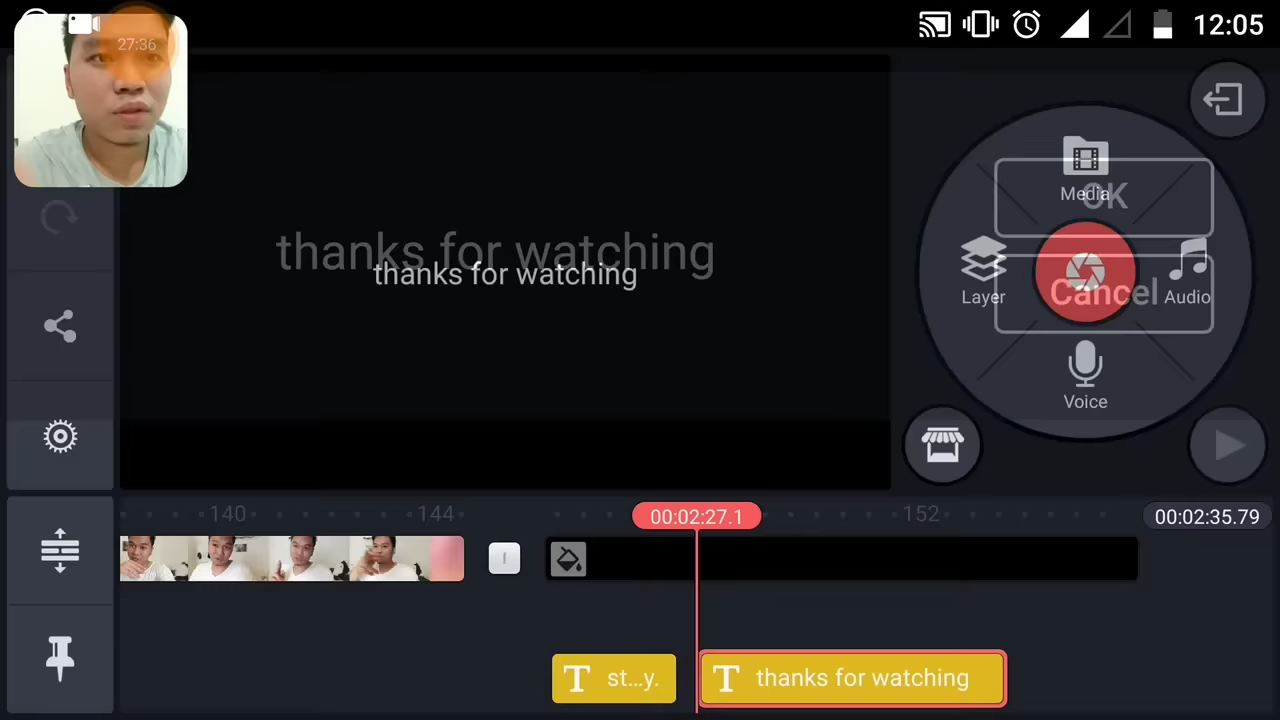 27:36
12:05
thanks for watching
thanks for watching
Media
OK
Layer
Cancel
Audio
Voice
140
144
00:02:27.1
152
00:02:35.79
T st...y.
T thanks for watching